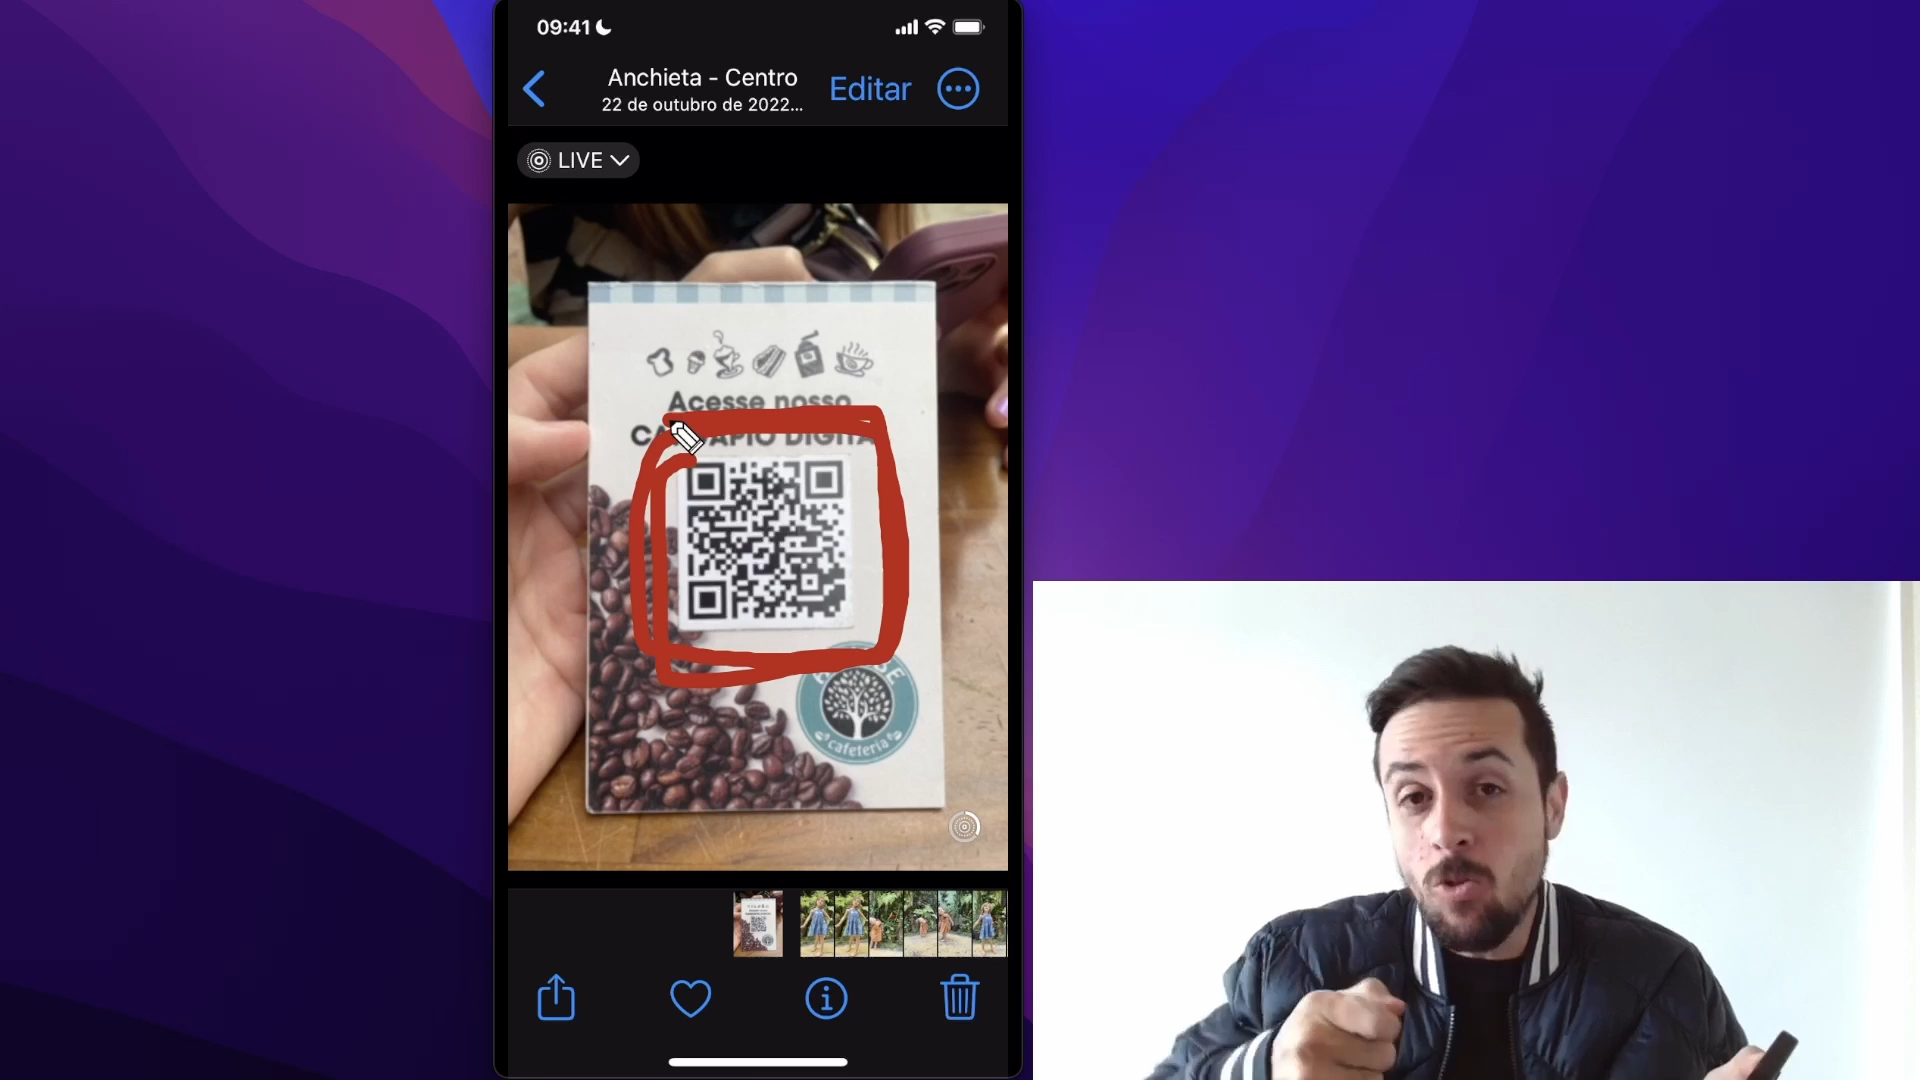 09:41
Anchieta - Centro
Editar
22 de outubro de 2022...
LIVE
Acesse nosso
cafeteria